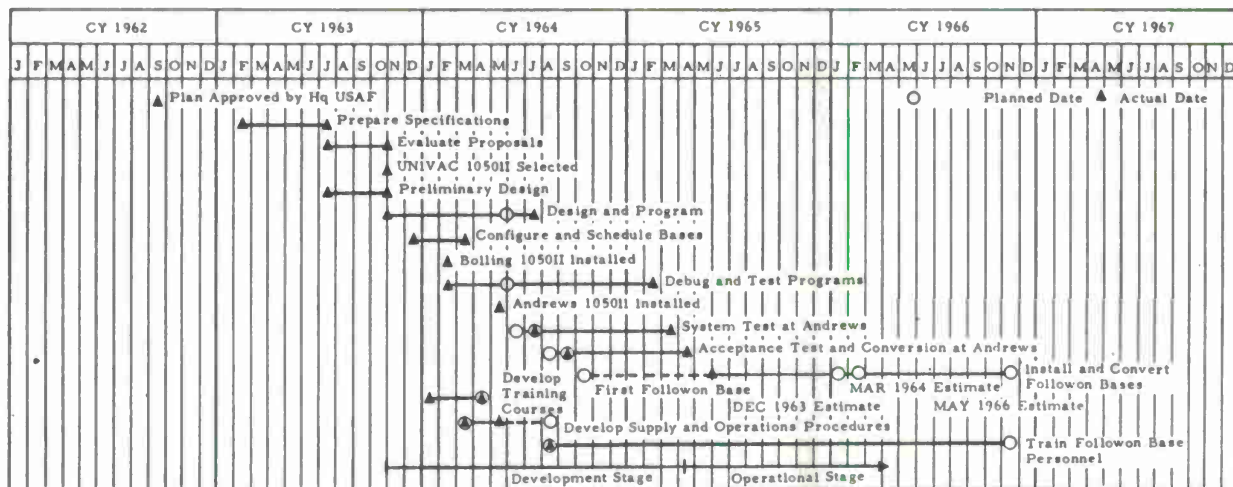 CY 1962 CY 1963 CY 1964 CY 1965 CY 1966 CY 1967
J F M A M J J A S O N D J F M A M J J A S O N D J F M A M J J A S O N D J F M A M J J A S O N D J F M A M J J A S O N D J F M A M J J A S O N D
Plan Approved by Hq USAF Planned Date Actual Date
Prepare Specifications
Evaluate Proposals
UNIVAC 1050II Selected
Preliminary Design
Design and Program
Configure and Schedule Bases
Bolling 1050II Installed
Debug and Test Programs
Andrews 1050II Installed
System Test at Andrews
Acceptance Test and Conversion at Andrews
Install and Convert
Followon Bases
First Followon Base
MAR 1964 Estimate
DEC 1963 Estimate
MAY 1966 Estimate
Develop
Training
Courses
Develop Supply and Operations Procedures
Train Followon Base
Personnel
Development Stage
Operational Stage